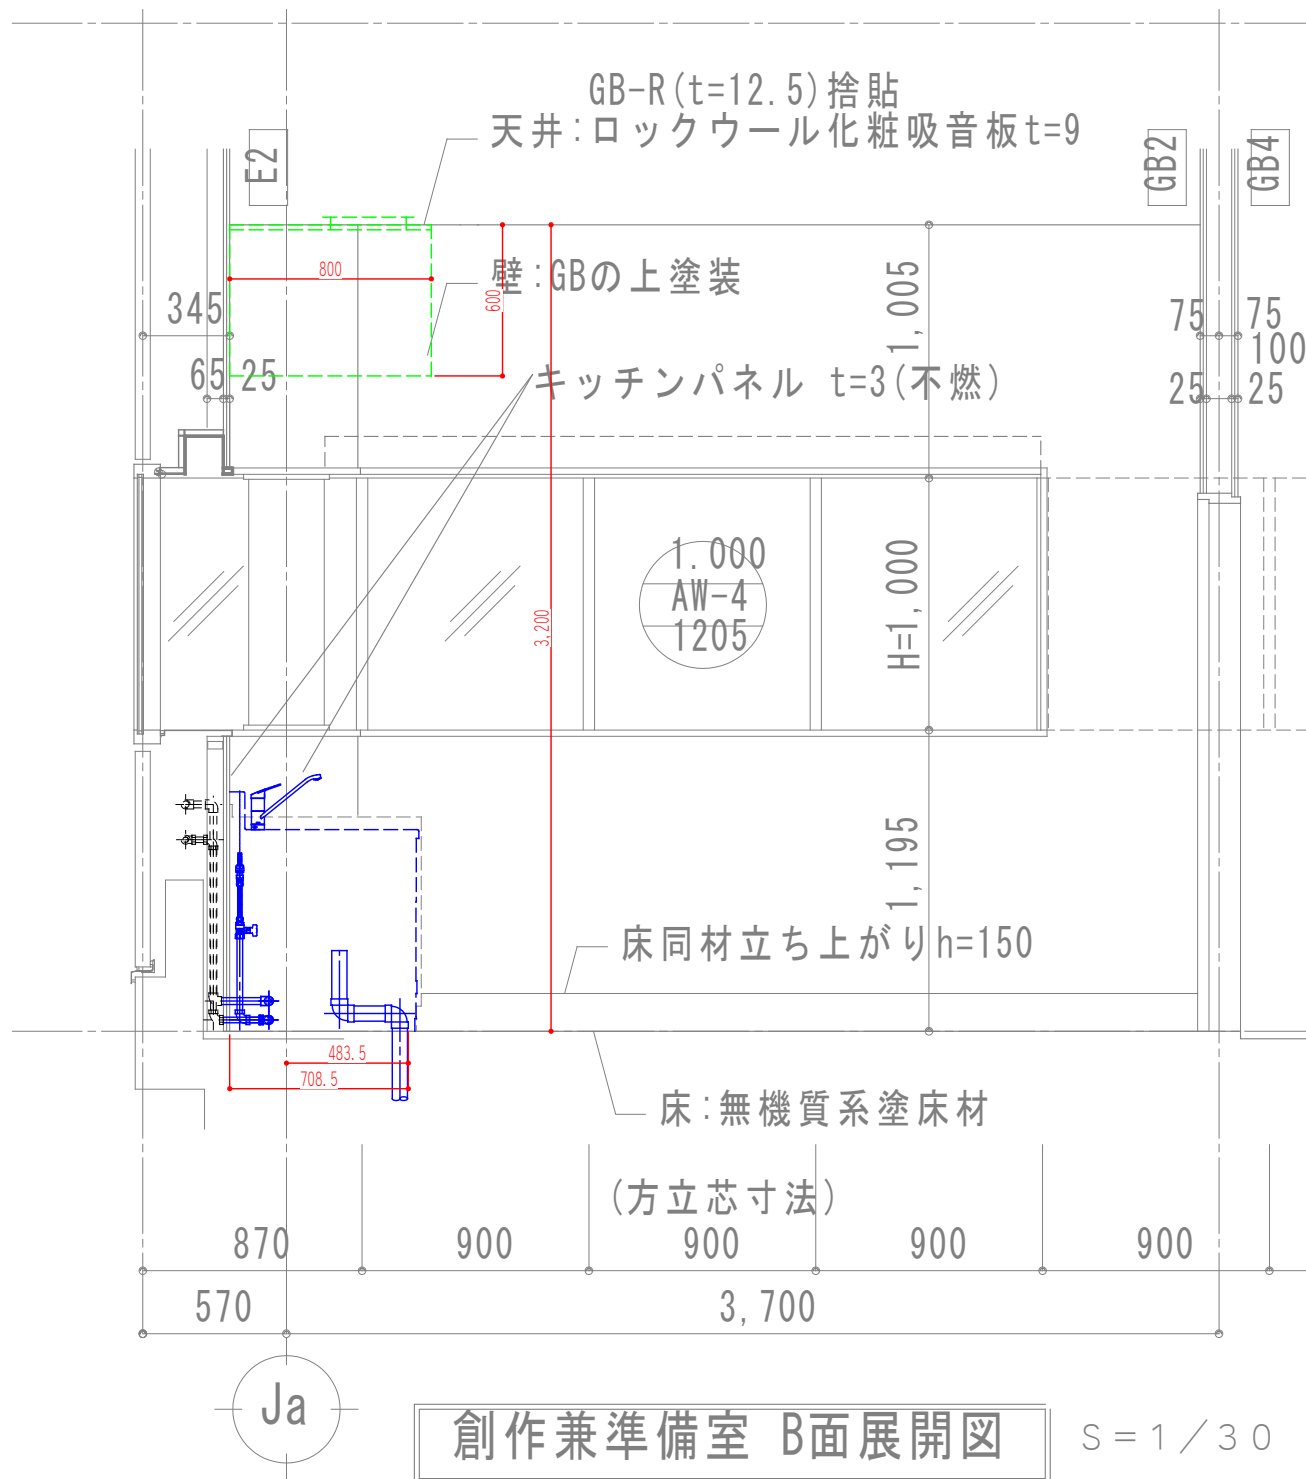 GB-R(t=12.5)捨貼
天井:ロックウール化粧吸音板t=9
E2
GB2
GB4
800
壁:GBの上塗装
600
1,005
345
75
75
100
65
25
キッチンパネル t=3(不燃)
25
25
1.000
AW-4
1205
H=1,000
3,200
1,195
床同材立ち上がりh=150
483.5
708.5
床:無機質系塗床材
(方立芯寸法)
870
900
900
900
900
570
3,700
Ja
創作兼準備室 B面展開図
S=1/30